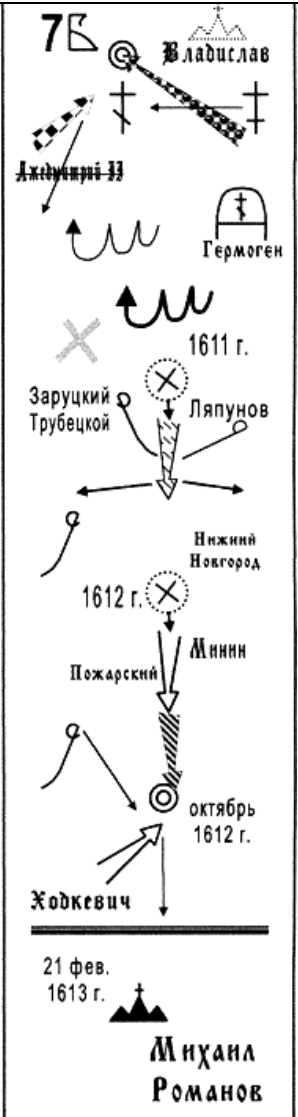 7Б
Владислав
Лжедмитрий II
Гермоген
1611 г.
Заруцкий
Трубецкой
Ляпунов
Нижний
Новгород
1612 г.
Минин
Пожарский
октябрь
1612 г.
Ходкевич
21 фев.
1613 г.
Михаил
Романов